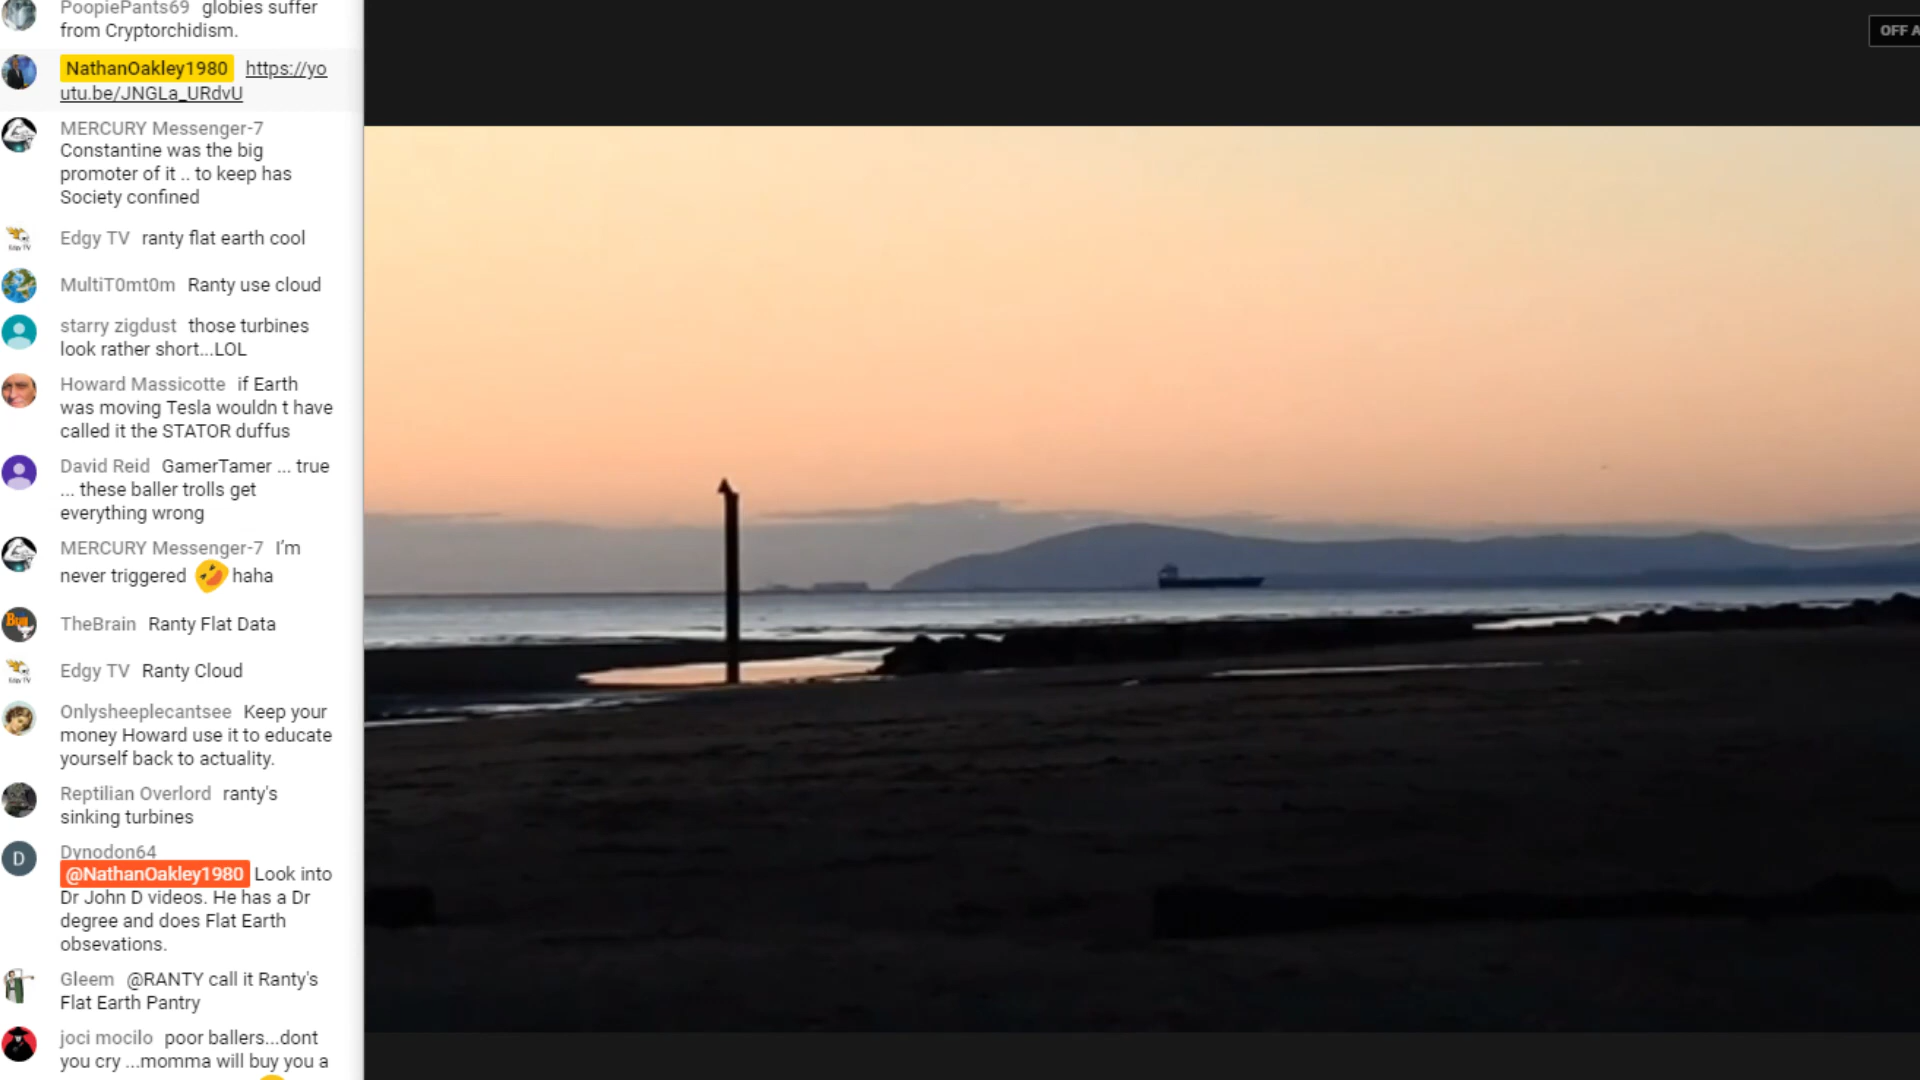 PoopiePants69 globies suffer
from Cryptorchidism.
NathanOakley1980 https://yo
utu.be/JNGLa_URdvU
MERCURY Messenger-7
Constantine was the big
promoter of it .. to keep has
Society confined
Edgy TV ranty flat earth cool
MultiT0mt0m Ranty use cloud
starry zigdust those turbines
look rather short...LOL
Howard Massicotte if Earth
was moving Tesla wouldn t have
called it the STATOR duffus
David Reid GamerTamer ... true
... these baller trolls get
everything wrong
MERCURY Messenger-7 I'm
never triggered haha
TheBrain Ranty Flat Data
Edgy TV Ranty Cloud
Onlysheeplecantsee Keep your
money Howard use it to educate
yourself back to actuality.
Reptilian Overlord ranty's
sinking turbines
D
Dynodon64
@NathanOakley1980 Look into
Dr John D videos. He has a Dr
degree and does Flat Earth
obsevations.
Gleem @RANTY call it Ranty's
Flat Earth Pantry
joci mocilo poor ballers...dont
you cry ...momma will buy you a
OFF A